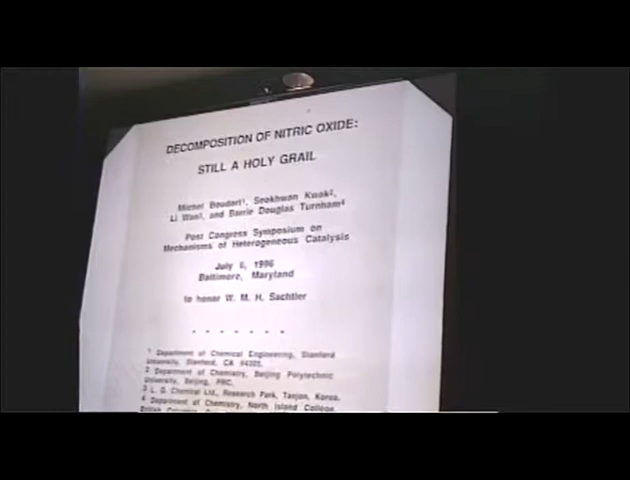 DECOMPOSITION OF NITRIC OXIDE:
STILL A HOLY GRAIL
Michel Boudart¹, Seokhwan Kwak²,
Li Wan³, and Barrie Douglas Turnham⁴
Post Congress Symposium on
Mechanisms of Heterogeneous Catalysis
July 6, 1996
Baltimore, Maryland
to honor W. M. H. Sachtler
1 Department of Chemical Engineering, Stanford
University, Stanford, CA 94305.
2 Department of Chemistry, Beijing Polytechnic
University, Beijing, PRC.
3 L. G. Chemical Ltd., Research Park, Taejon, Korea.
4 Department of Chemistry, North Island College,
British Columbia,